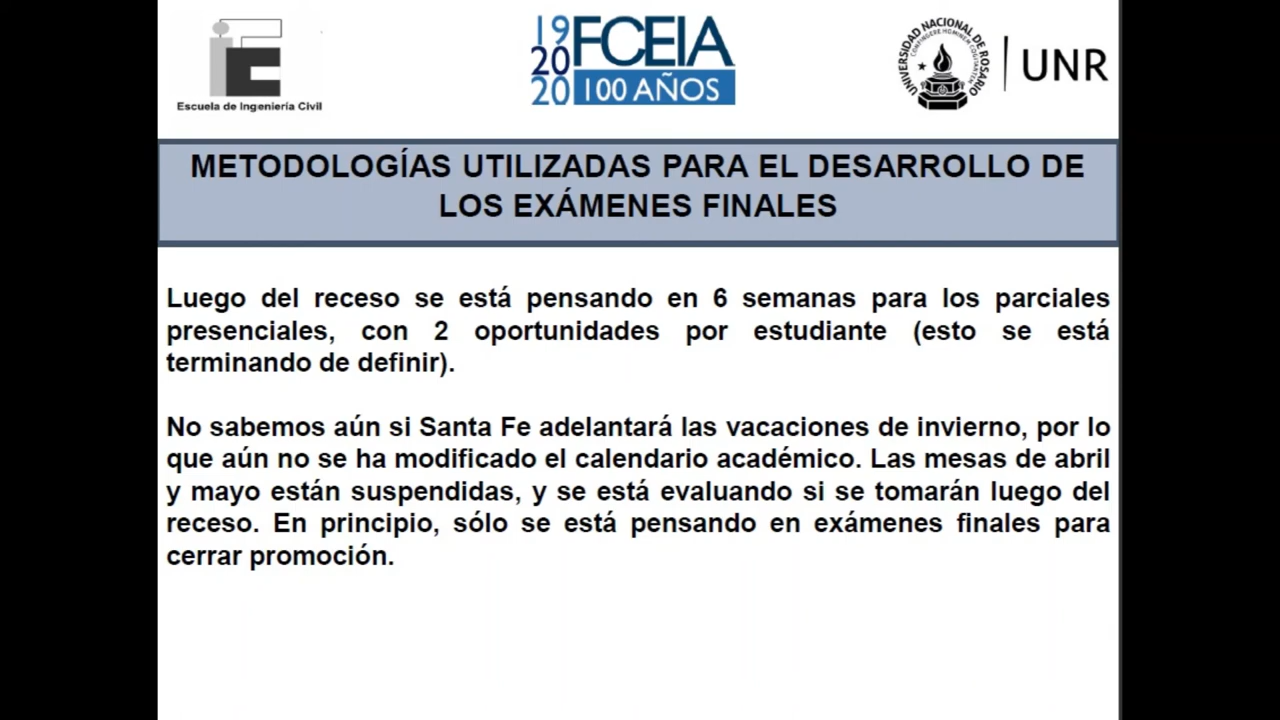 Escuela de Ingeniería Civil
19
20
20
FCEIA
100 AÑOS
UNIVERSIDAD NACIONAL DE ROSARIO
CONFINGERE HOMINEM COGITANTEM
UNR
METODOLOGÍAS UTILIZADAS PARA EL DESARROLLO DE
LOS EXÁMENES FINALES
Luego del receso se está pensando en 6 semanas para los parciales
presenciales, con 2 oportunidades por estudiante (esto se está
terminando de definir).
No sabemos aún si Santa Fe adelantará las vacaciones de invierno, por lo
que aún no se ha modificado el calendario académico. Las mesas de abril
y mayo están suspendidas, y se está evaluando si se tomarán luego del
receso. En principio, sólo se está pensando en exámenes finales para
cerrar promoción.